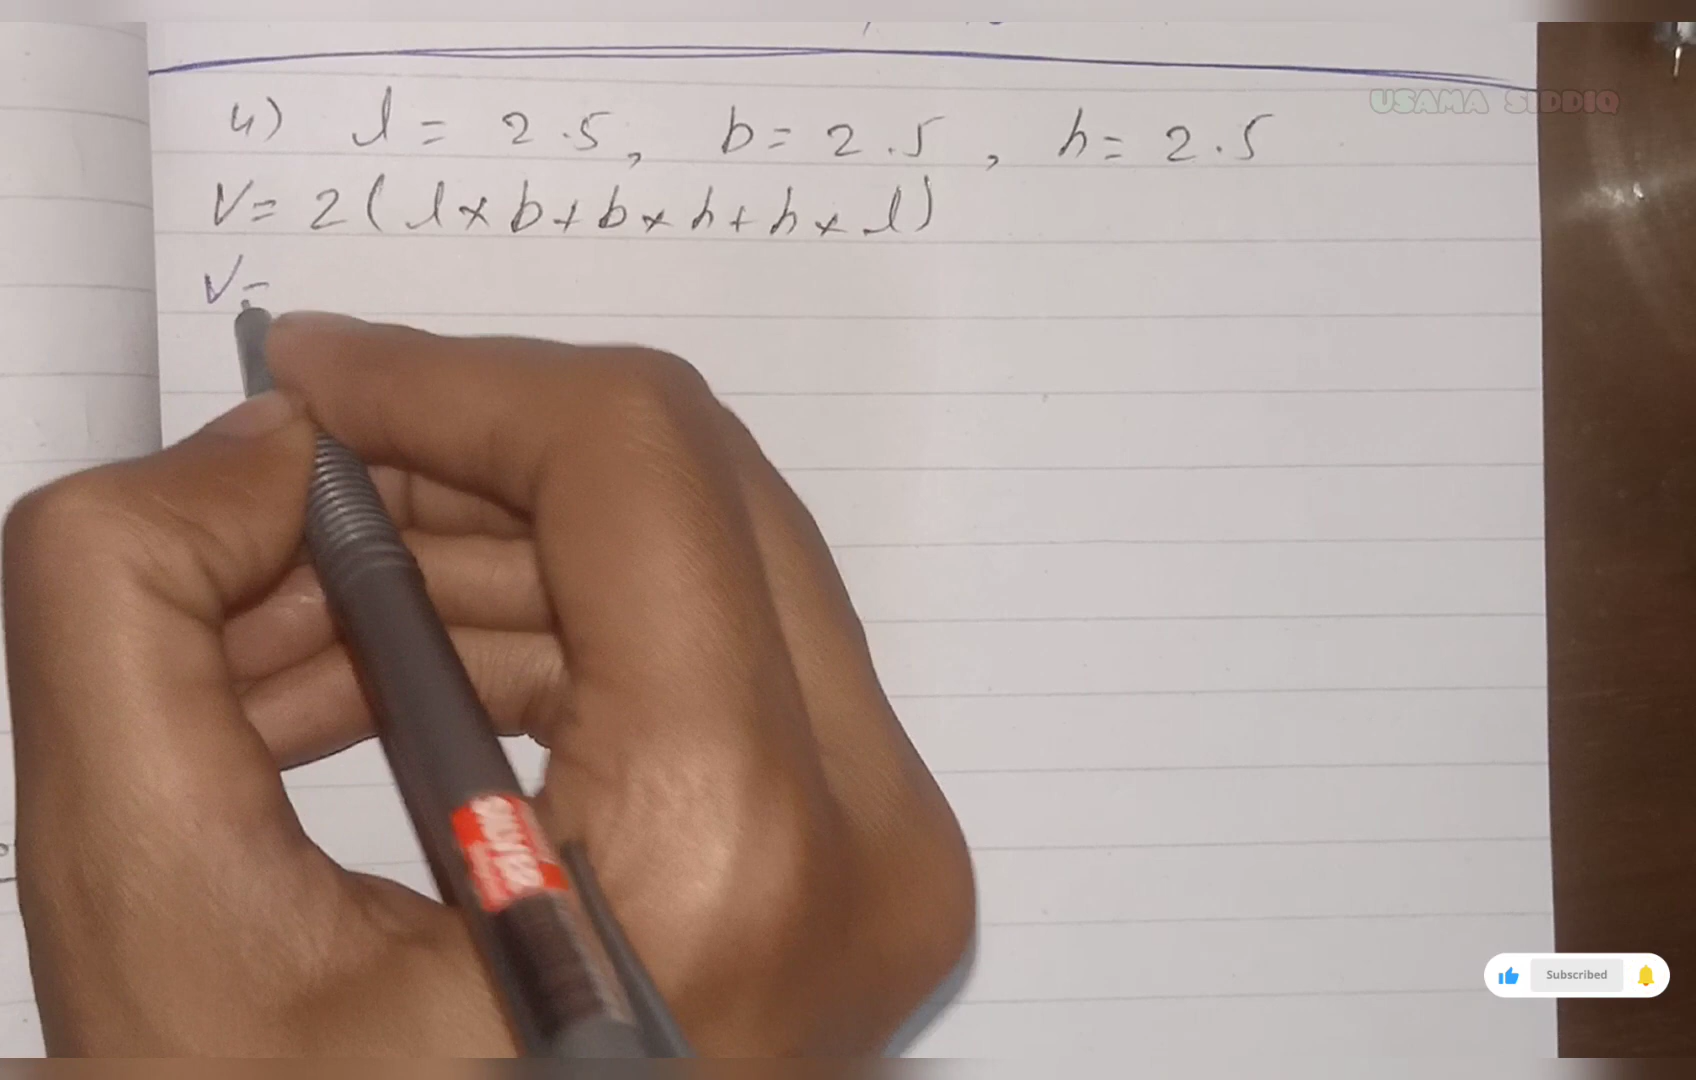 USAMA SIDDIQ
4) l = 2.5, b = 2.5, h = 2.5
V = 2(l × b + b × h + h × l)
V =
Subscribed